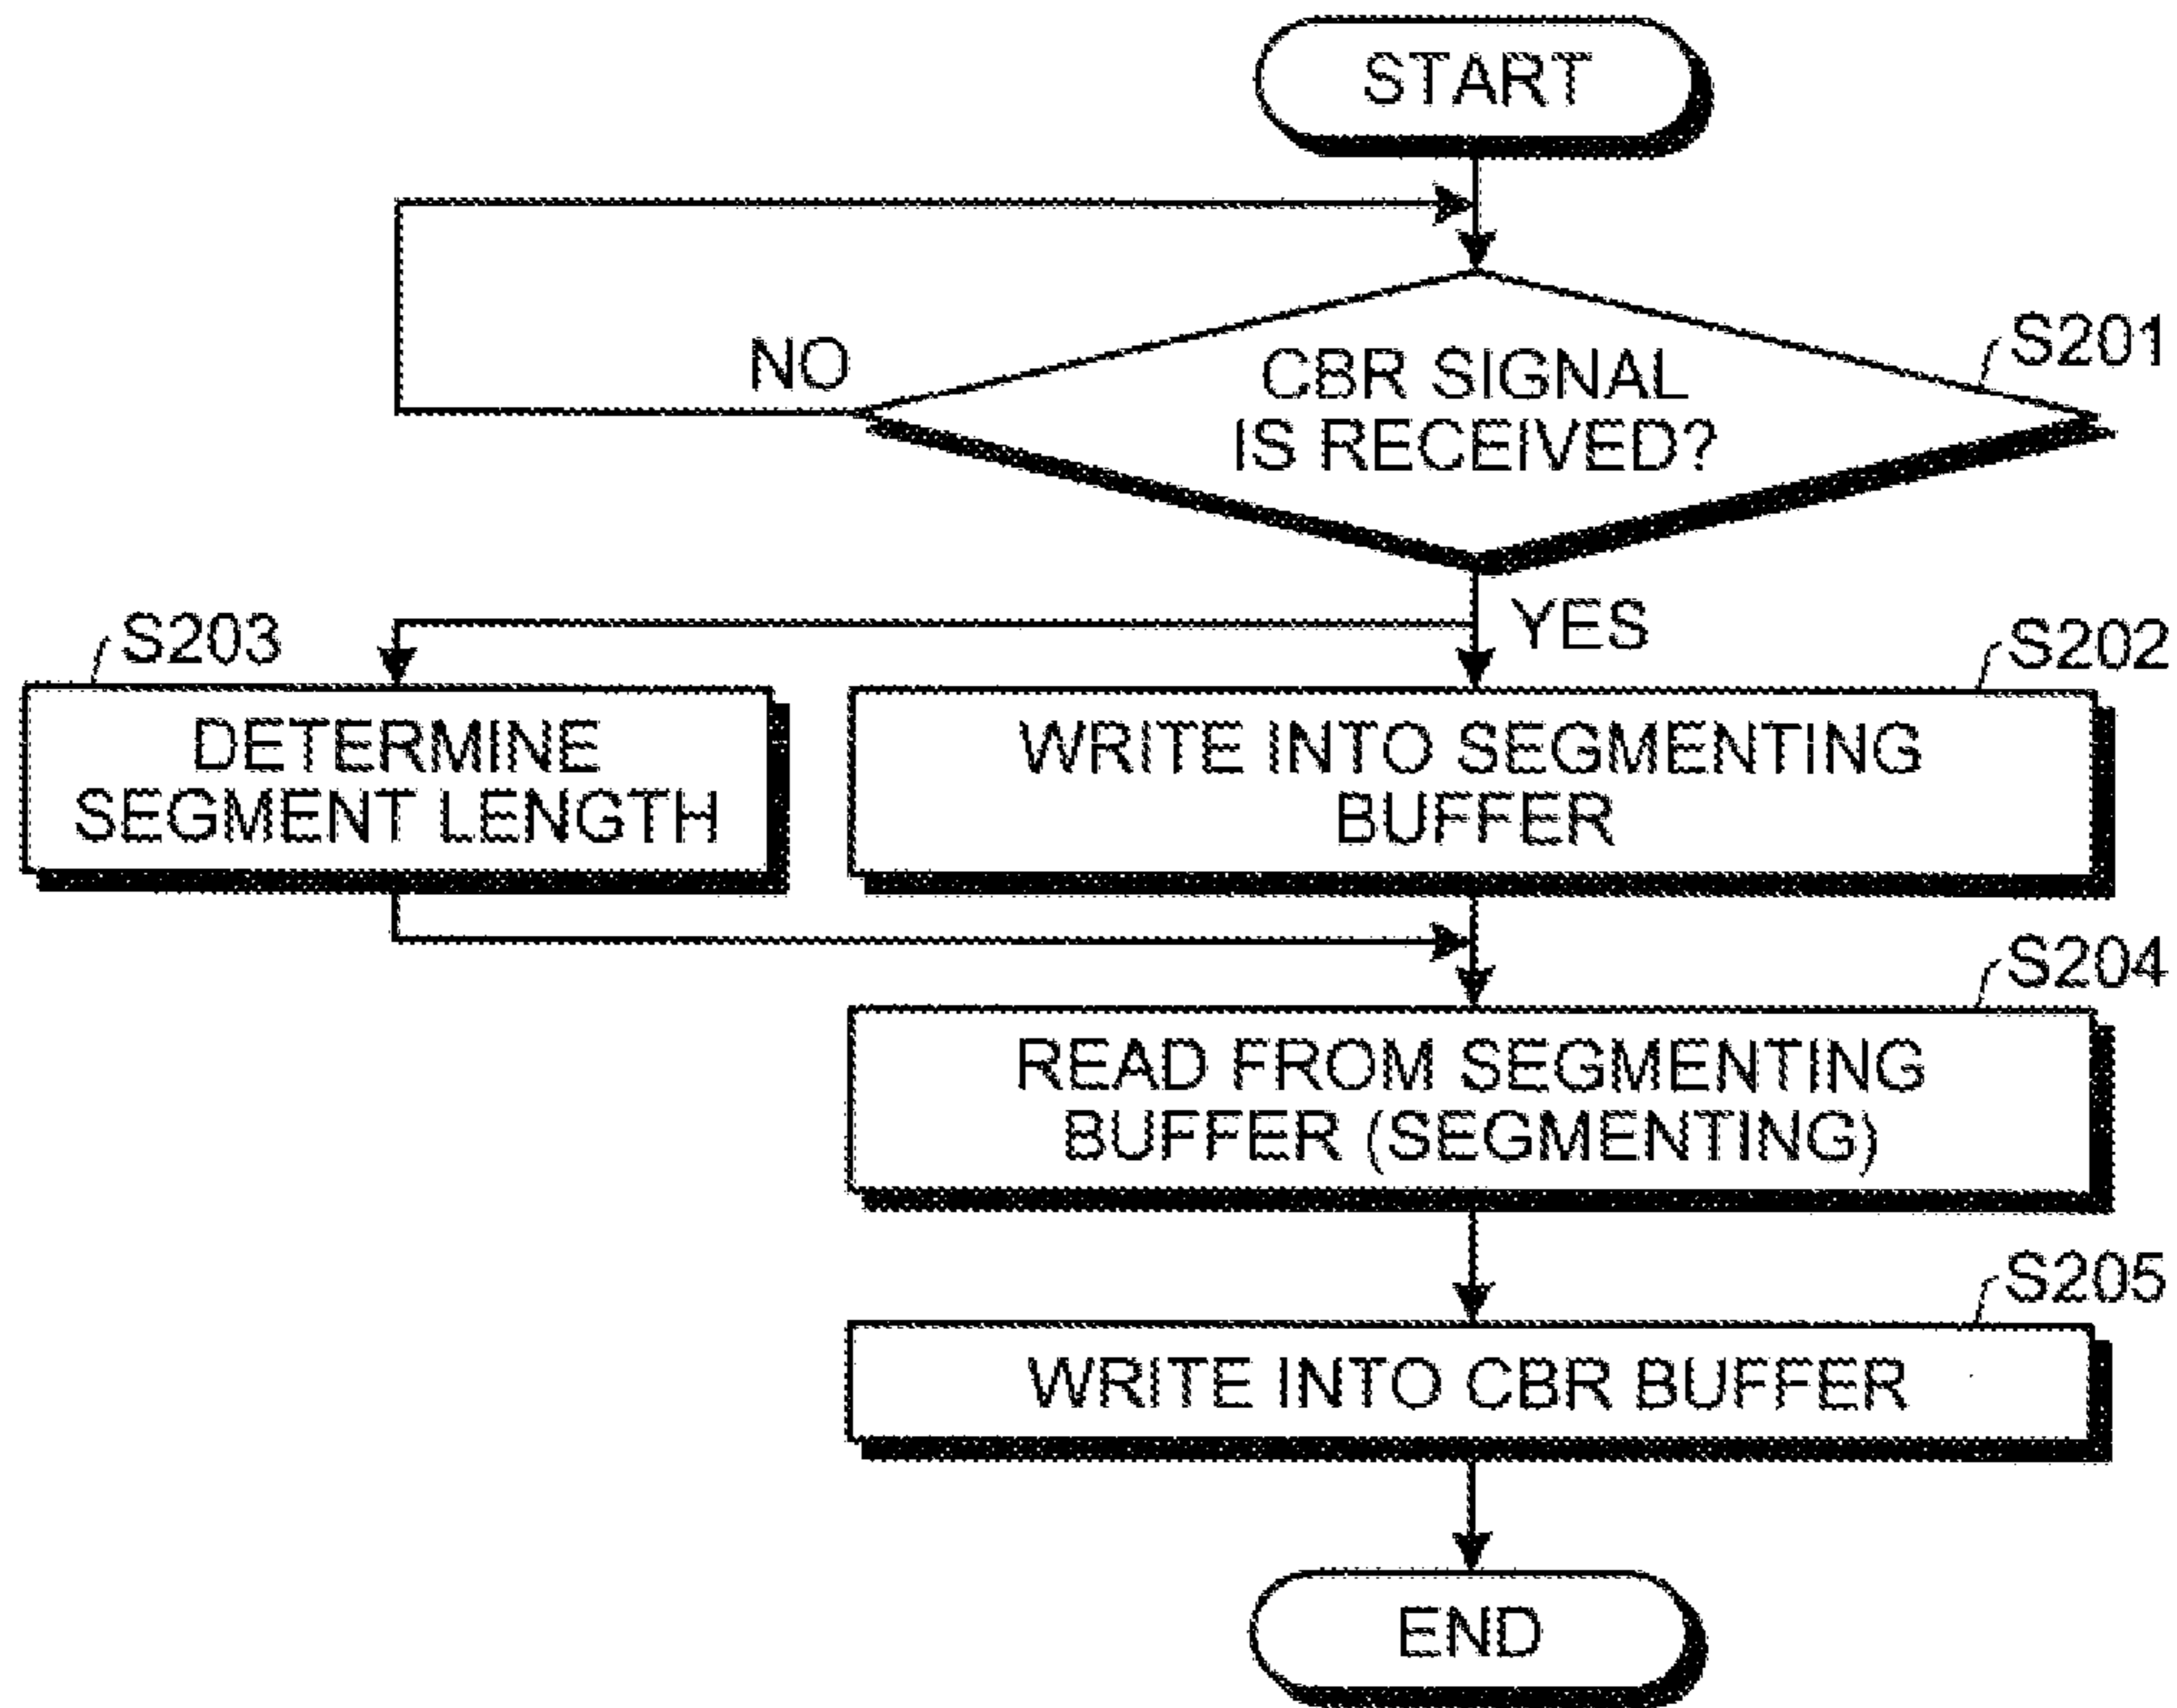 START
NO
CBR SIGNAL
IS RECEIVED?
S201
YES
S203
S202
DETERMINE
SEGMENT LENGTH
WRITE INTO SEGMENTING
BUFFER
S204
READ FROM SEGMENTING
BUFFER (SEGMENTING)
S205
WRITE INTO CBR BUFFER
END